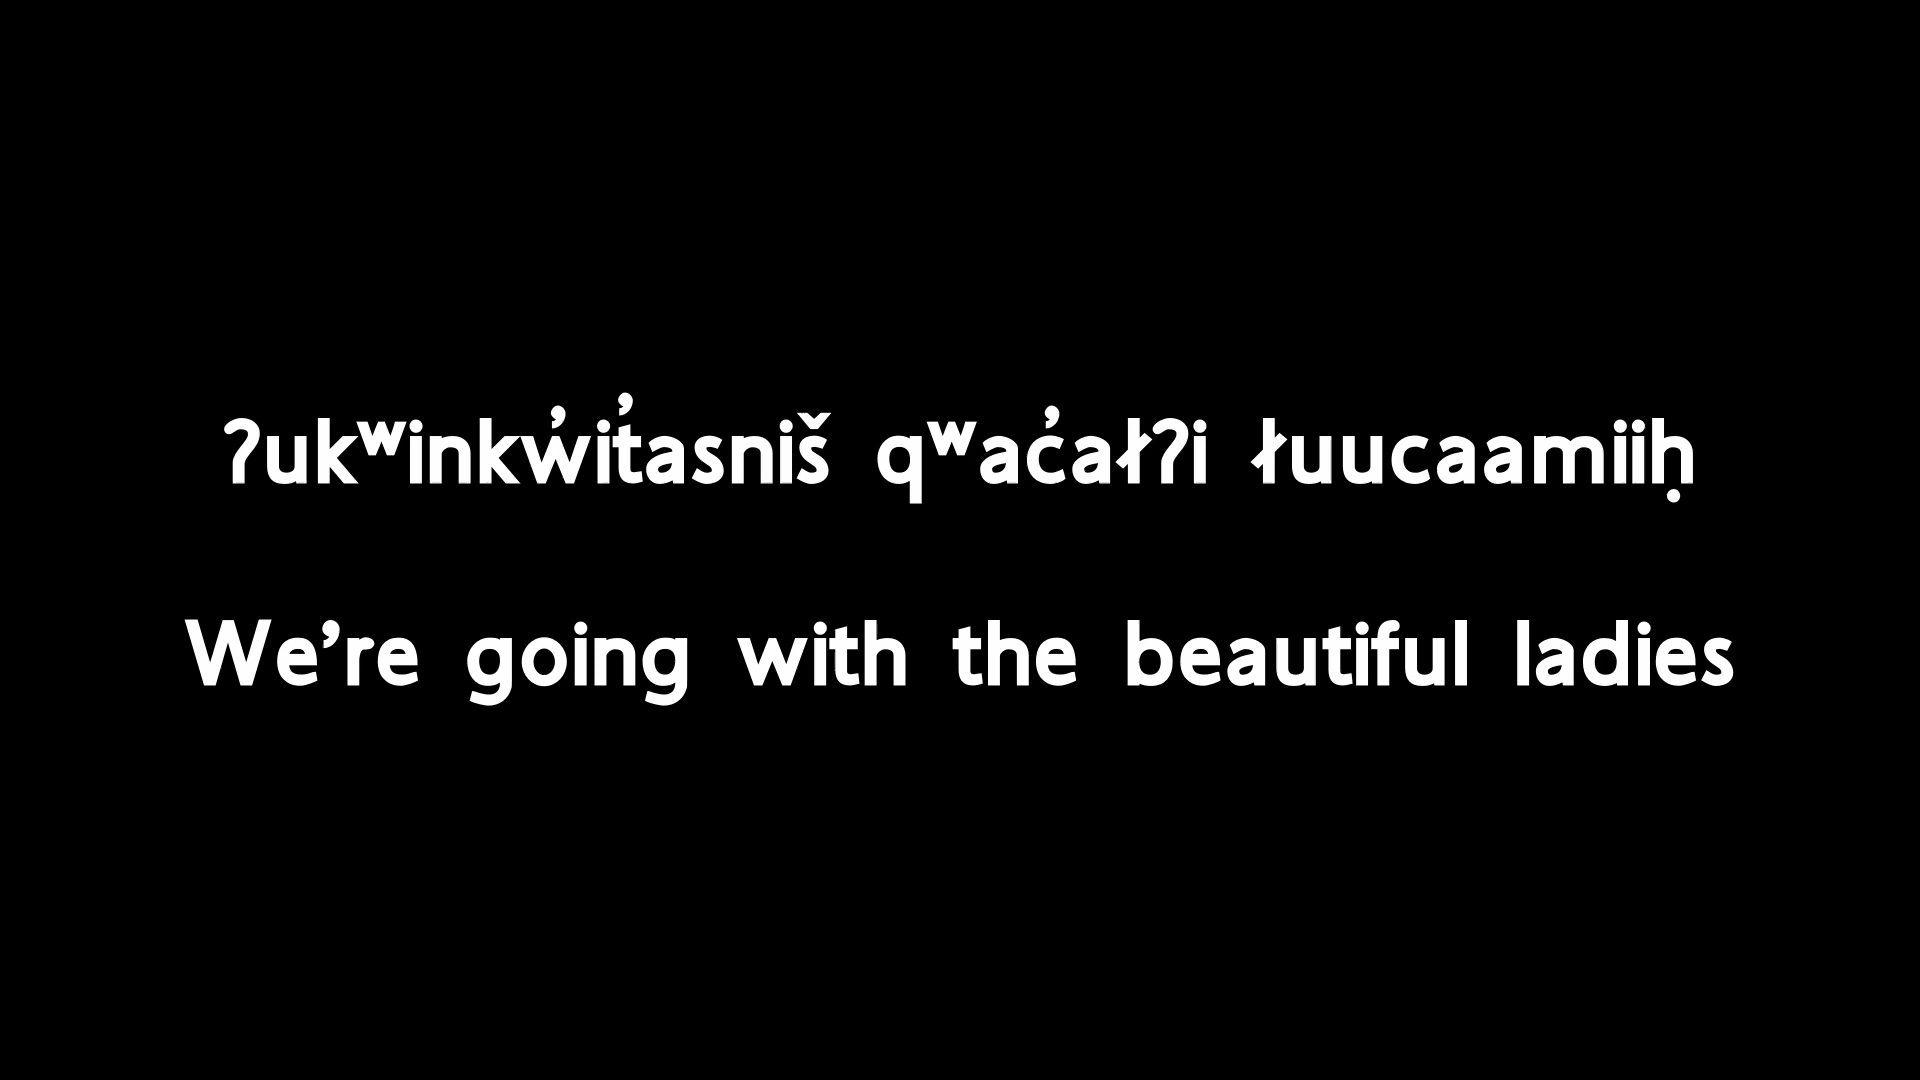 ʔukʷinkw̓it̓asniš qʷac̓ałʔi łuucaamiiḥ
We’re going with the beautiful ladies